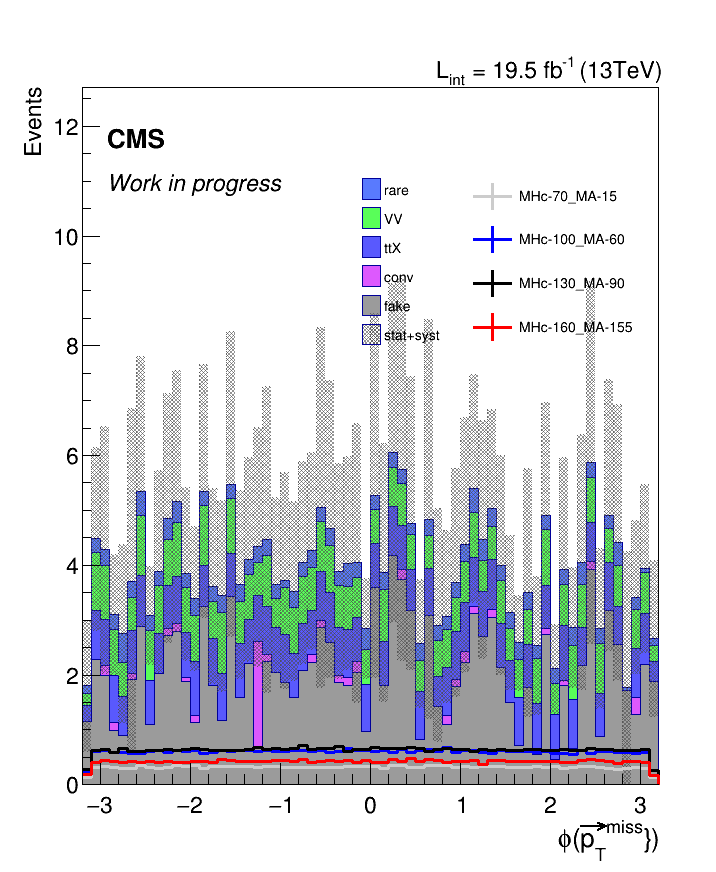 L_int = 19.5 fb^-1 (13TeV)
Events
CMS
Work in progress
rare
VV
ttX
conv
fake
stat+syst
MHc-70_MA-15
MHc-100_MA-60
MHc-130_MA-90
MHc-160_MA-155
12
10
8
6
4
2
0
−3 −2 −1 0 1 2 3
ϕ(p_T^miss})